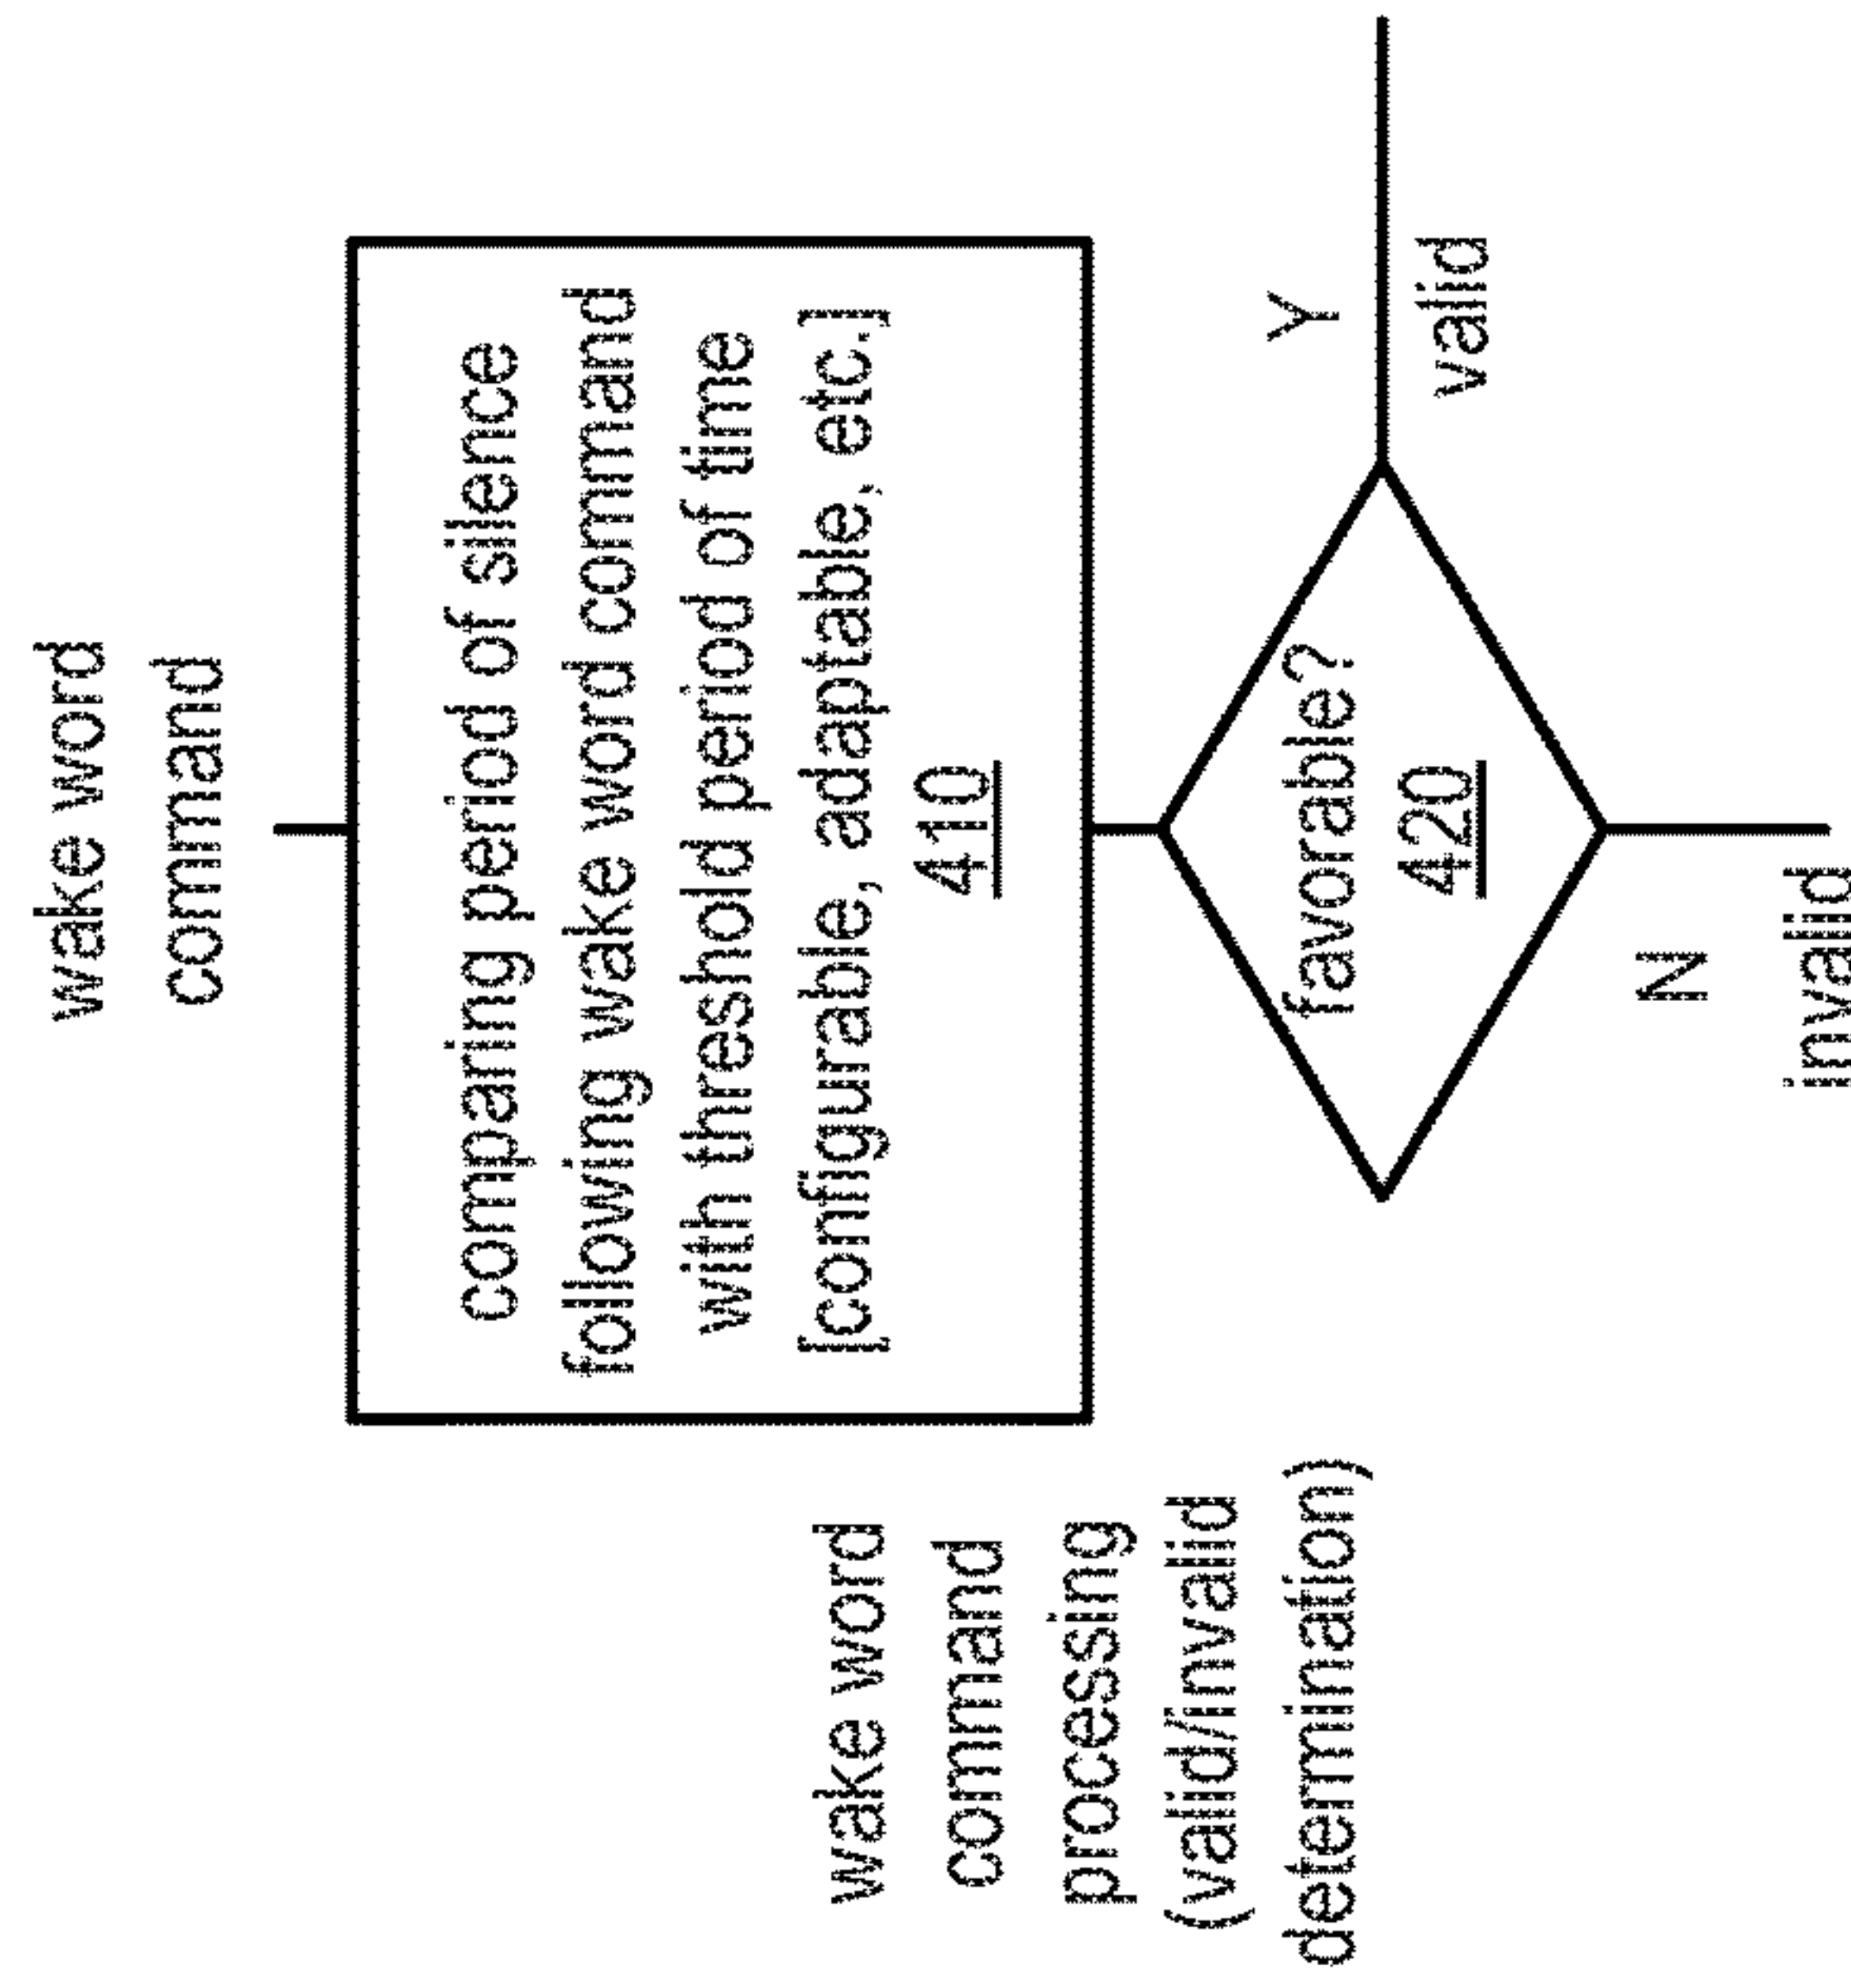 wake word
command
comparing period of silence
following wake word command
with threshold period of time
[configurable, adaptable, etc.]
410
wake word
command
processing
(valid/invalid
determination)
favorable?
420
Y
valid
N
invalid